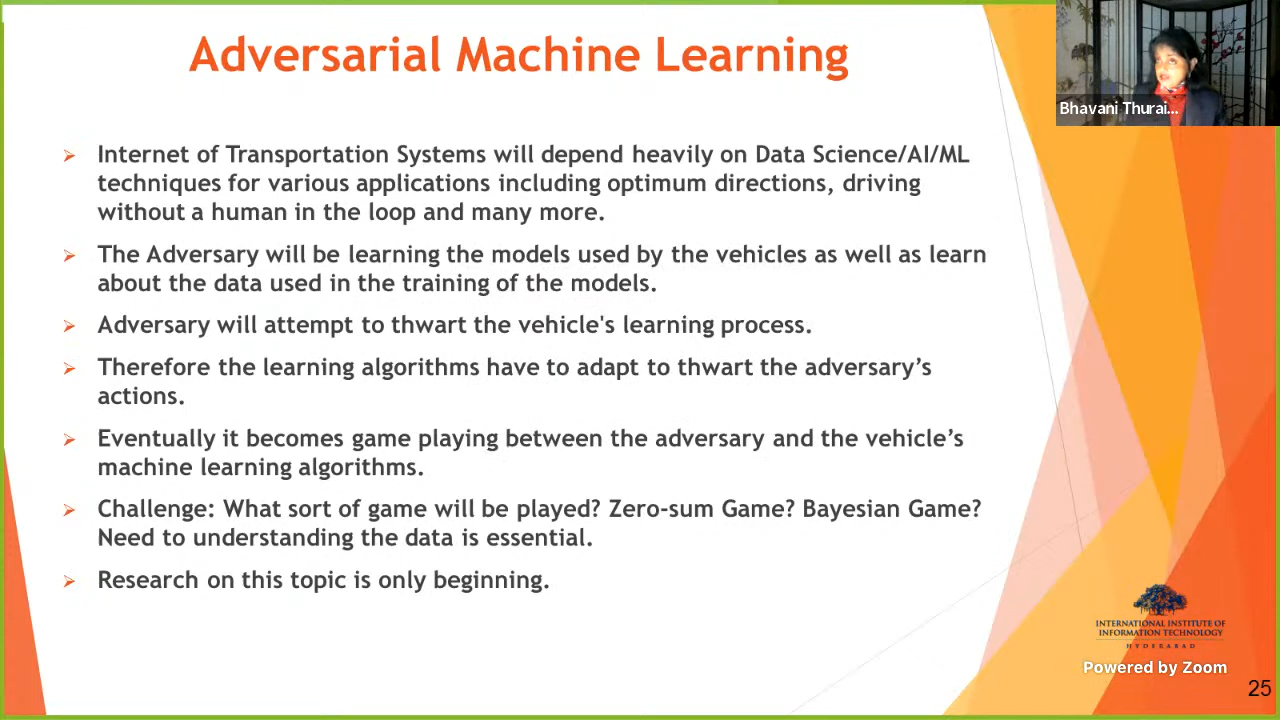 Adversarial Machine Learning
Bhavani Thurai...
Internet of Transportation Systems will depend heavily on Data Science/AI/ML
techniques for various applications including optimum directions, driving
without a human in the loop and many more.
The Adversary will be learning the models used by the vehicles as well as learn
about the data used in the training of the models.
Adversary will attempt to thwart the vehicle's learning process.
Therefore the learning algorithms have to adapt to thwart the adversary’s
actions.
Eventually it becomes game playing between the adversary and the vehicle’s
machine learning algorithms.
Challenge: What sort of game will be played? Zero-sum Game? Bayesian Game?
Need to understanding the data is essential.
Research on this topic is only beginning.
INTERNATIONAL INSTITUTE OF
INFORMATION TECHNOLOGY
HYDERABAD
Powered by Zoom
25